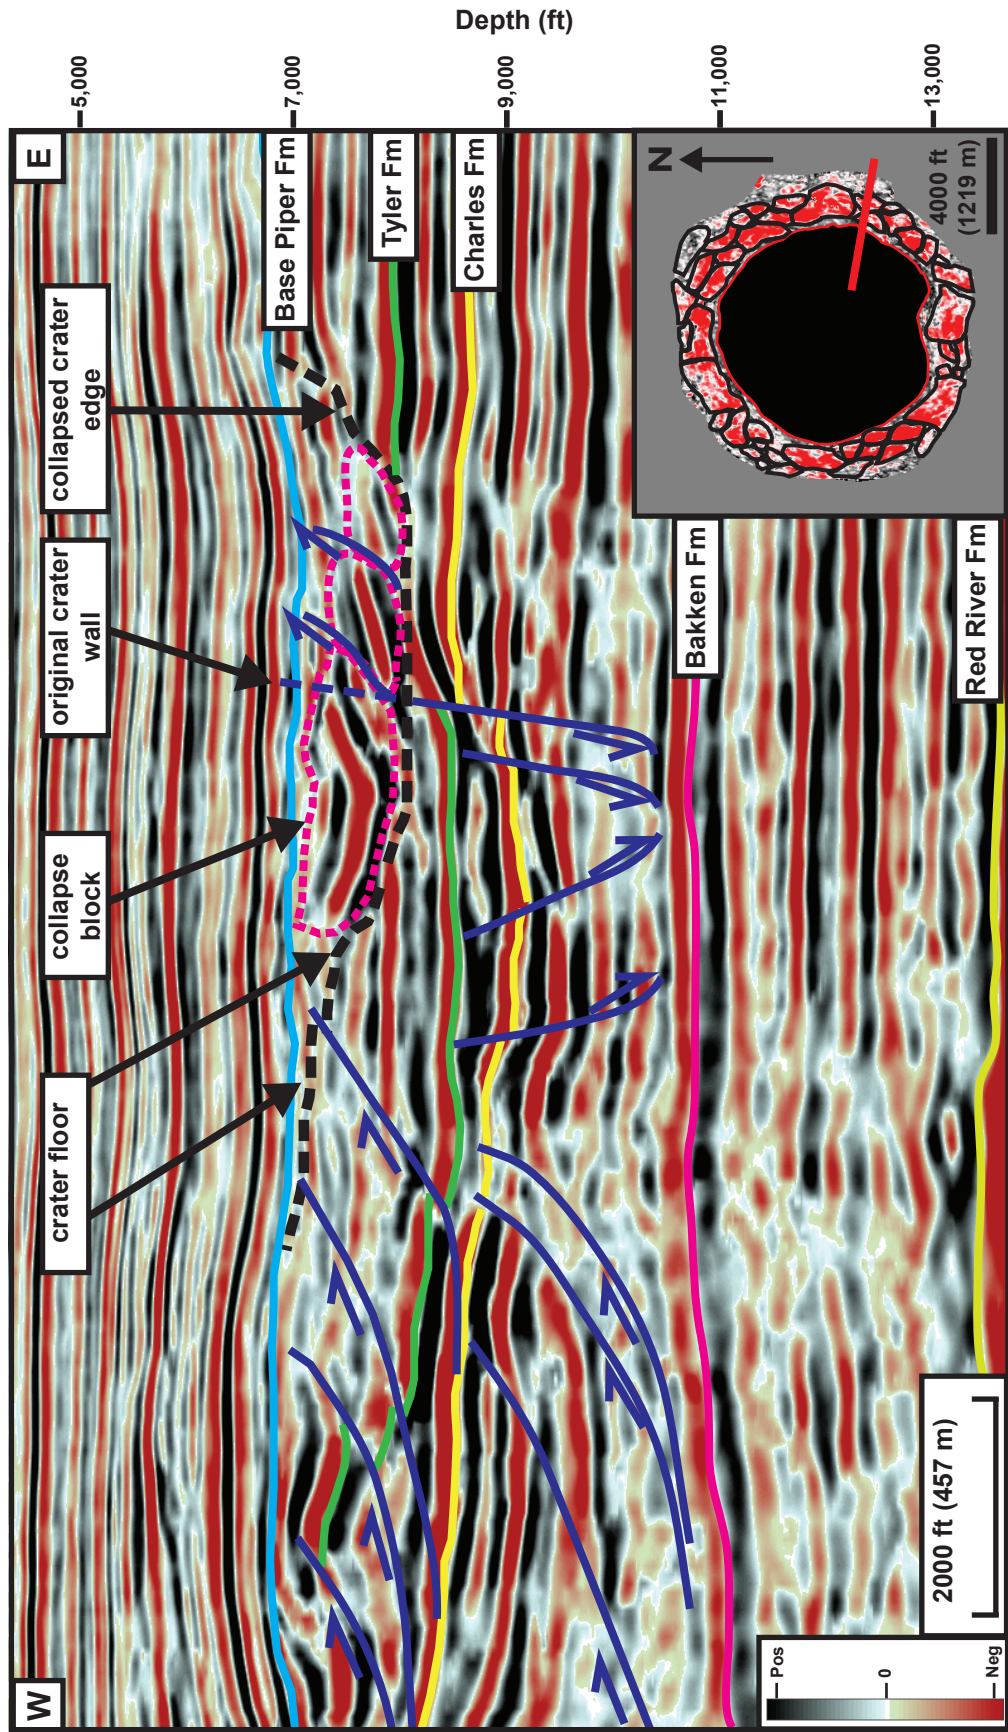 W
E
crater floor
collapse
block
original crater
wall
collapsed crater
edge
Depth (ft)
5,000
7,000
9,000
11,000
13,000
Base Piper Fm
Tyler Fm
Charles Fm
Bakken Fm
Red River Fm
N
4000 ft
(1219 m)
2000 ft (457 m)
Pos
0
Neg